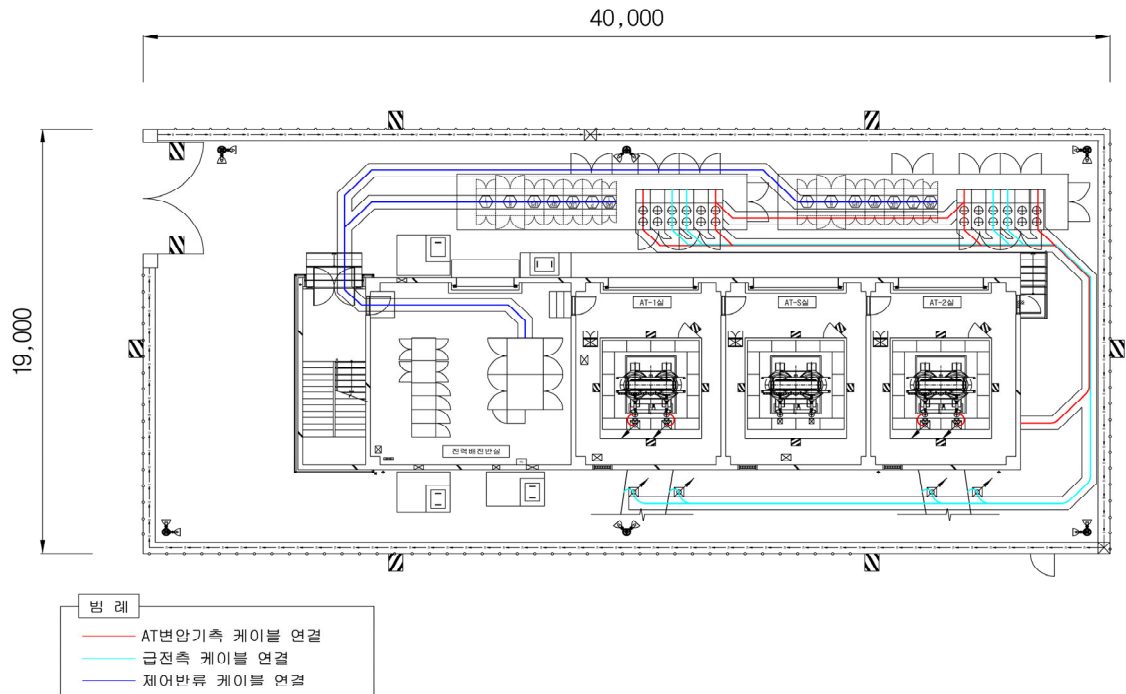 40,000
19,000
AT-1실
AT-S실
AT-2실
전력배전반실
범 례
AT변압기측 케이블 연결
급전측 케이블 연결
제어반류 케이블 연결